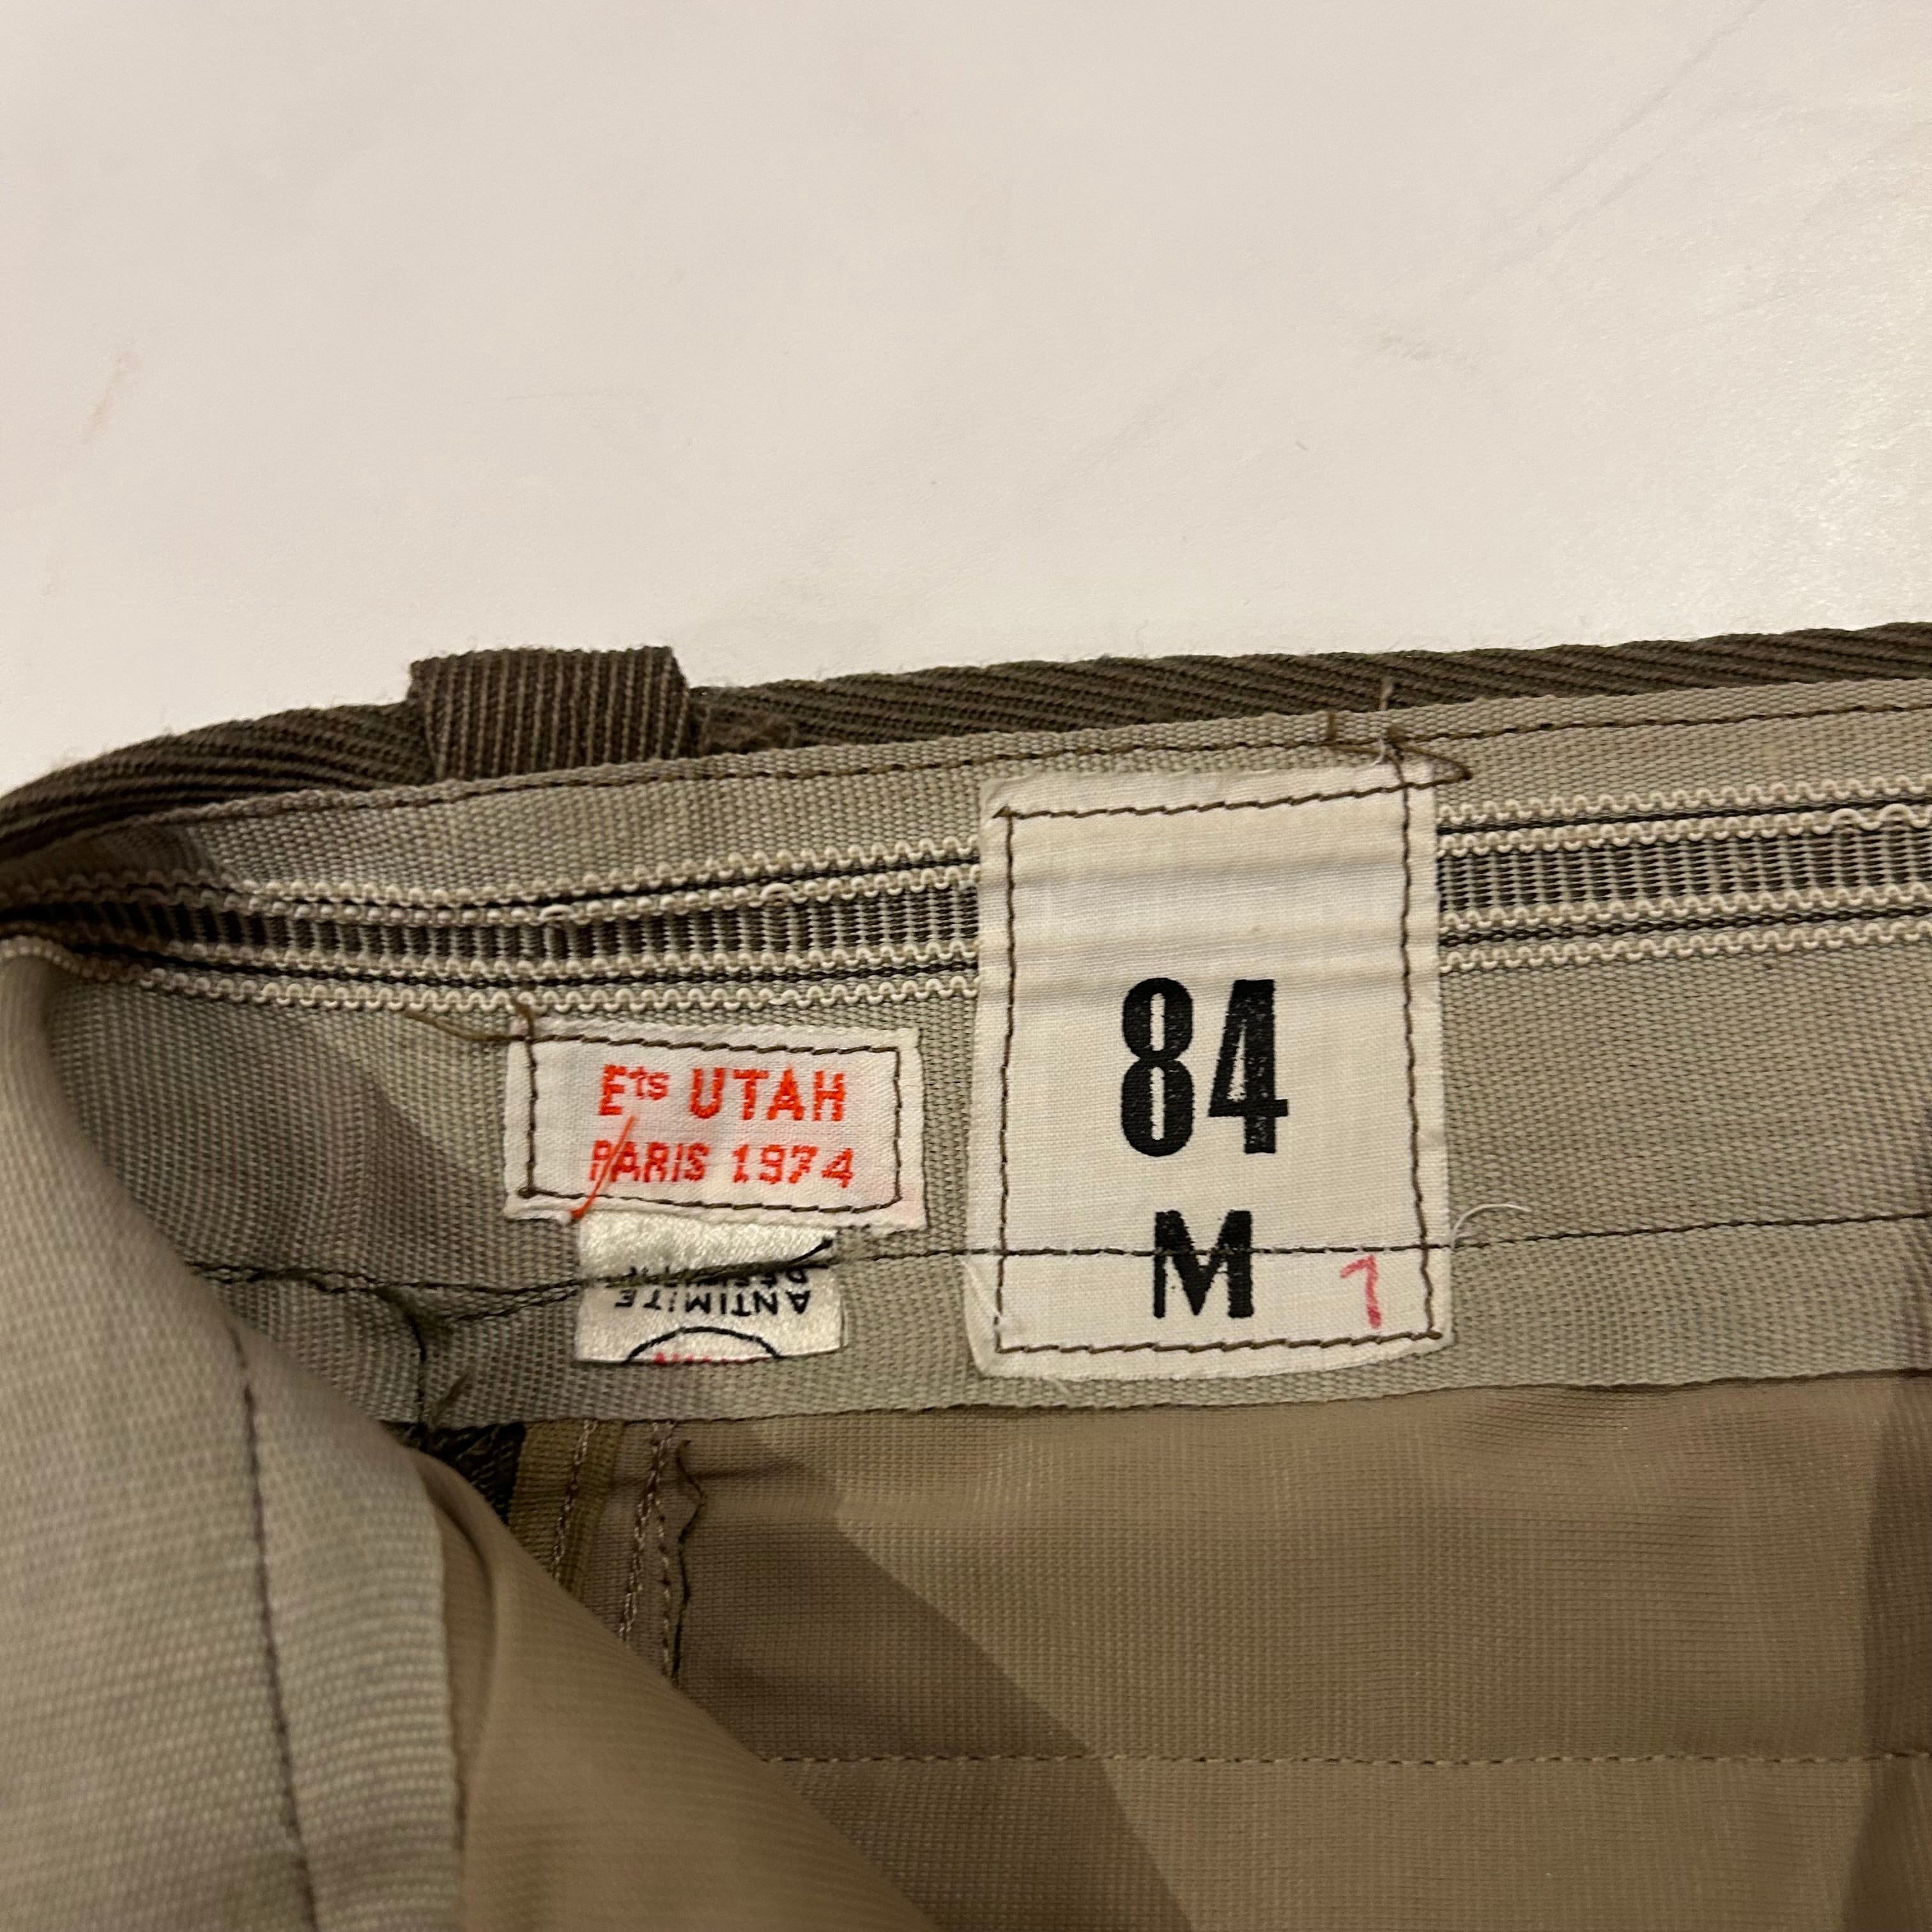 Ets UTAH
PARIS 1974
84
M
7
ANTIMITE